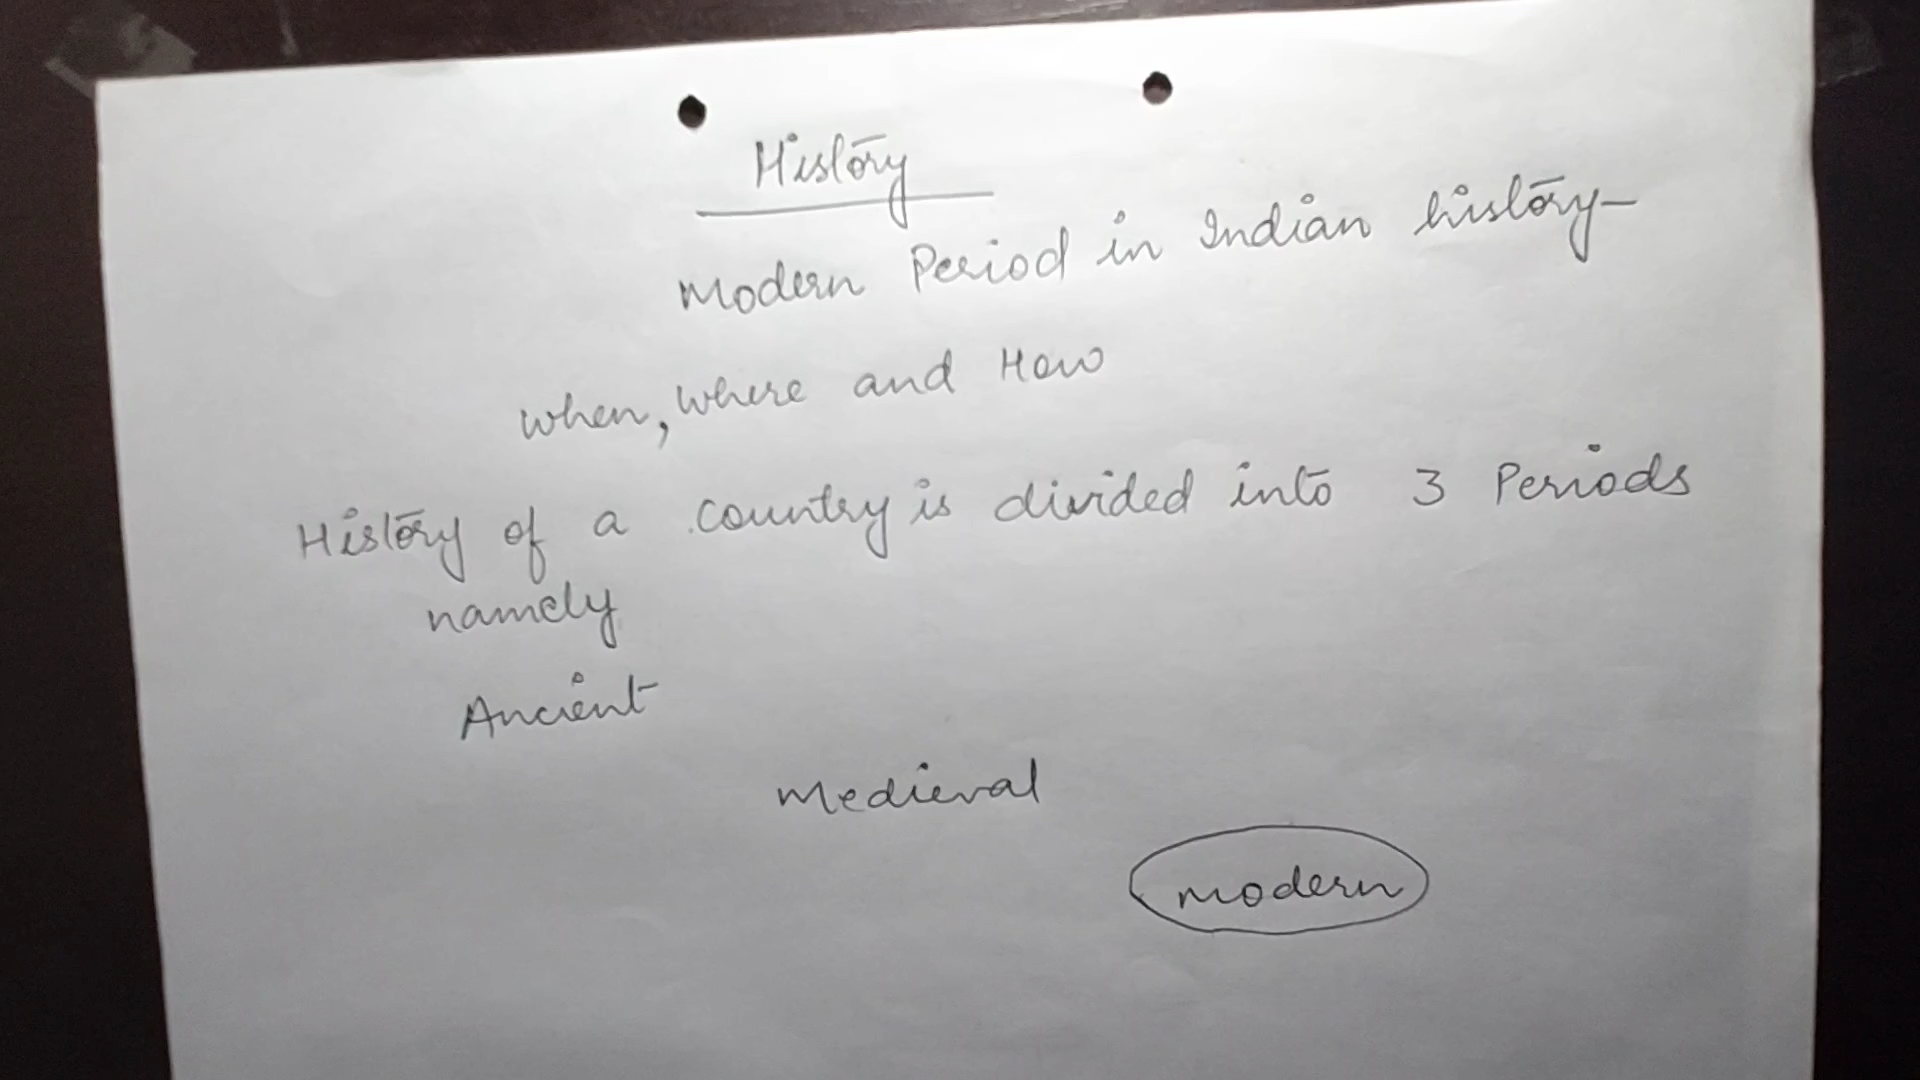 History
Modern Period in Indian history-
when, where and How
History of a country is divided into 3 Periods
namely
Ancient
Medieval
modern